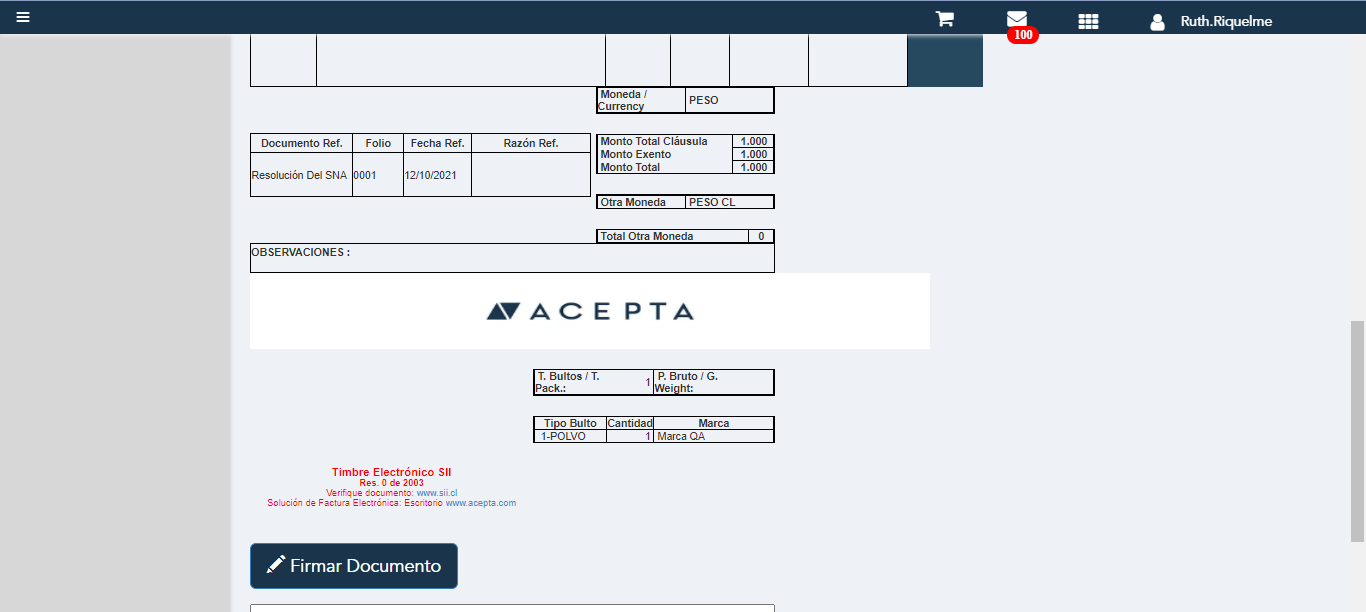 Ruth.Riquelme
100
Moneda / Currency PESO
Documento Ref. Folio Fecha Ref. Razón Ref.
Resolución Del SNA 0001 12/10/2021
Monto Total Cláusula 1.000
Monto Exento 1.000
Monto Total 1.000
Otra Moneda PESO CL
Total Otra Moneda 0
OBSERVACIONES :
ACEPTA
T. Bultos / T. Pack.: 1 P. Bruto / G. Weight:
Tipo Bulto Cantidad Marca
1-POLVO 1 Marca QA
Timbre Electrónico SII
Res. 0 de 2003
Verifique documento: www.sii.cl
Solución de Factura Electrónica: Escritorio www.acepta.com
Firmar Documento